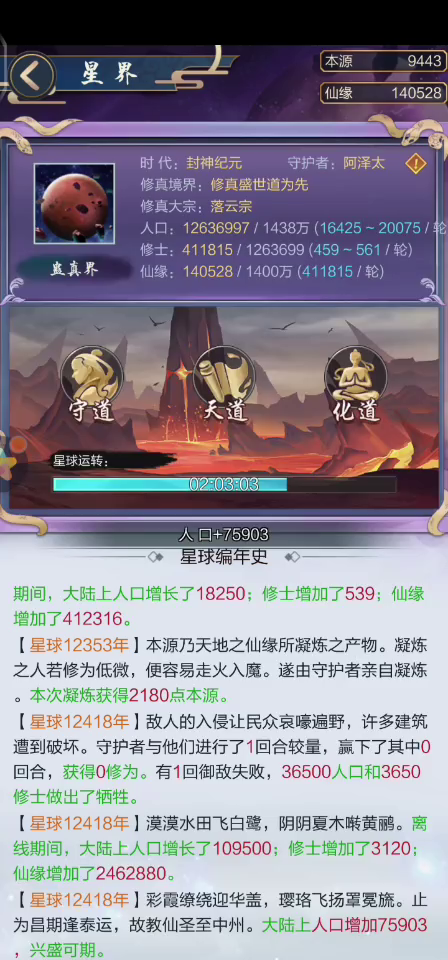 星界
本源 9443
仙缘 140528
时代：封神纪元 守护者：阿泽太
修真境界：修真盛世道为先
修真大宗：落云宗
人口：12636997 / 1438万 (16425 ~ 20075 / 轮
修士：411815 / 1263699 (459 ~ 561 / 轮)
仙缘：140528 / 1400万 (411815 / 轮)
蛊真界
守道 天道 化道
星球运转：
02:03:03
人口+75903
星球编年史
期间，大陆上人口增长了18250；修士增加了539；仙缘
增加了412316。
【星球12353年】本源乃天地之仙缘所凝炼之产物。凝炼
之人若修为低微，便容易走火入魔。遂由守护者亲自凝炼
。本次凝炼获得2180点本源。
【星球12418年】敌人的入侵让民众哀嚎遍野，许多建筑
遭到破坏。守护者与他们进行了1回合较量，赢下了其中0
回合，获得0修为。有1回御敌失败，36500人口和3650
修士做出了牺牲。
【星球12418年】漠漠水田飞白鹭，阴阴夏木啭黄鹂。离
线期间，大陆上人口增长了109500；修士增加了3120；
仙缘增加了2462880。
【星球12418年】彩霞缭绕迎华盖，璎珞飞扬罩冕旒。止
为昌期逢泰运，故教仙圣至中州。大陆上人口增加75903
，兴盛可期。